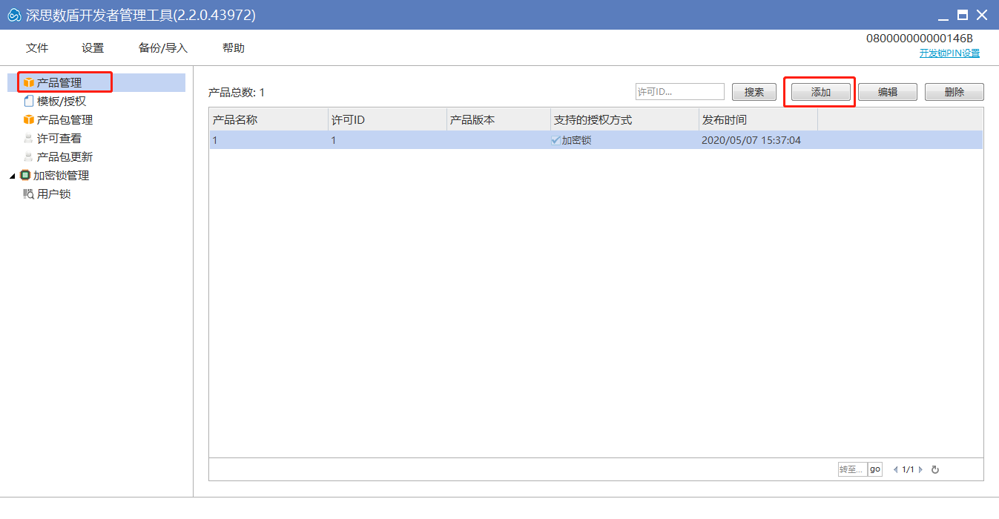 深思数盾开发者管理工具(2.2.0.43972)
文件 设置 备份/导入 帮助
080000000000146B
开发锁PIN设置
产品管理
模板/授权
产品包管理
许可查看
产品包更新
加密锁管理
用户锁
产品总数: 1
许可ID... 搜索 添加 编辑 删除
产品名称 许可ID 产品版本 支持的授权方式 发布时间
1 1 加密锁 2020/05/07 15:37:04
转至... go 1/1